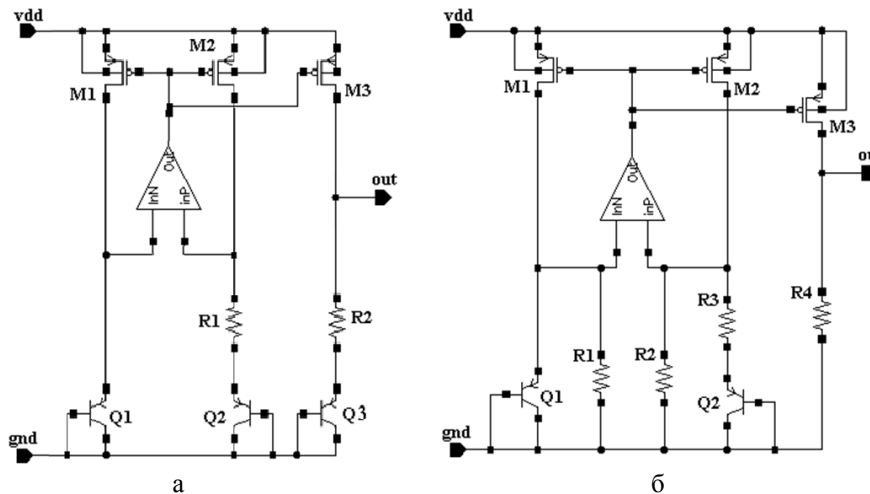 vdd
M2
M1
M3
Out
InN
inP
out
R1
R2
Q1
Q2
Q3
gnd
а
vdd
M1
M2
M3
Out
InN
inP
ou
R3
R4
R1
R2
Q1
Q2
gnd
б